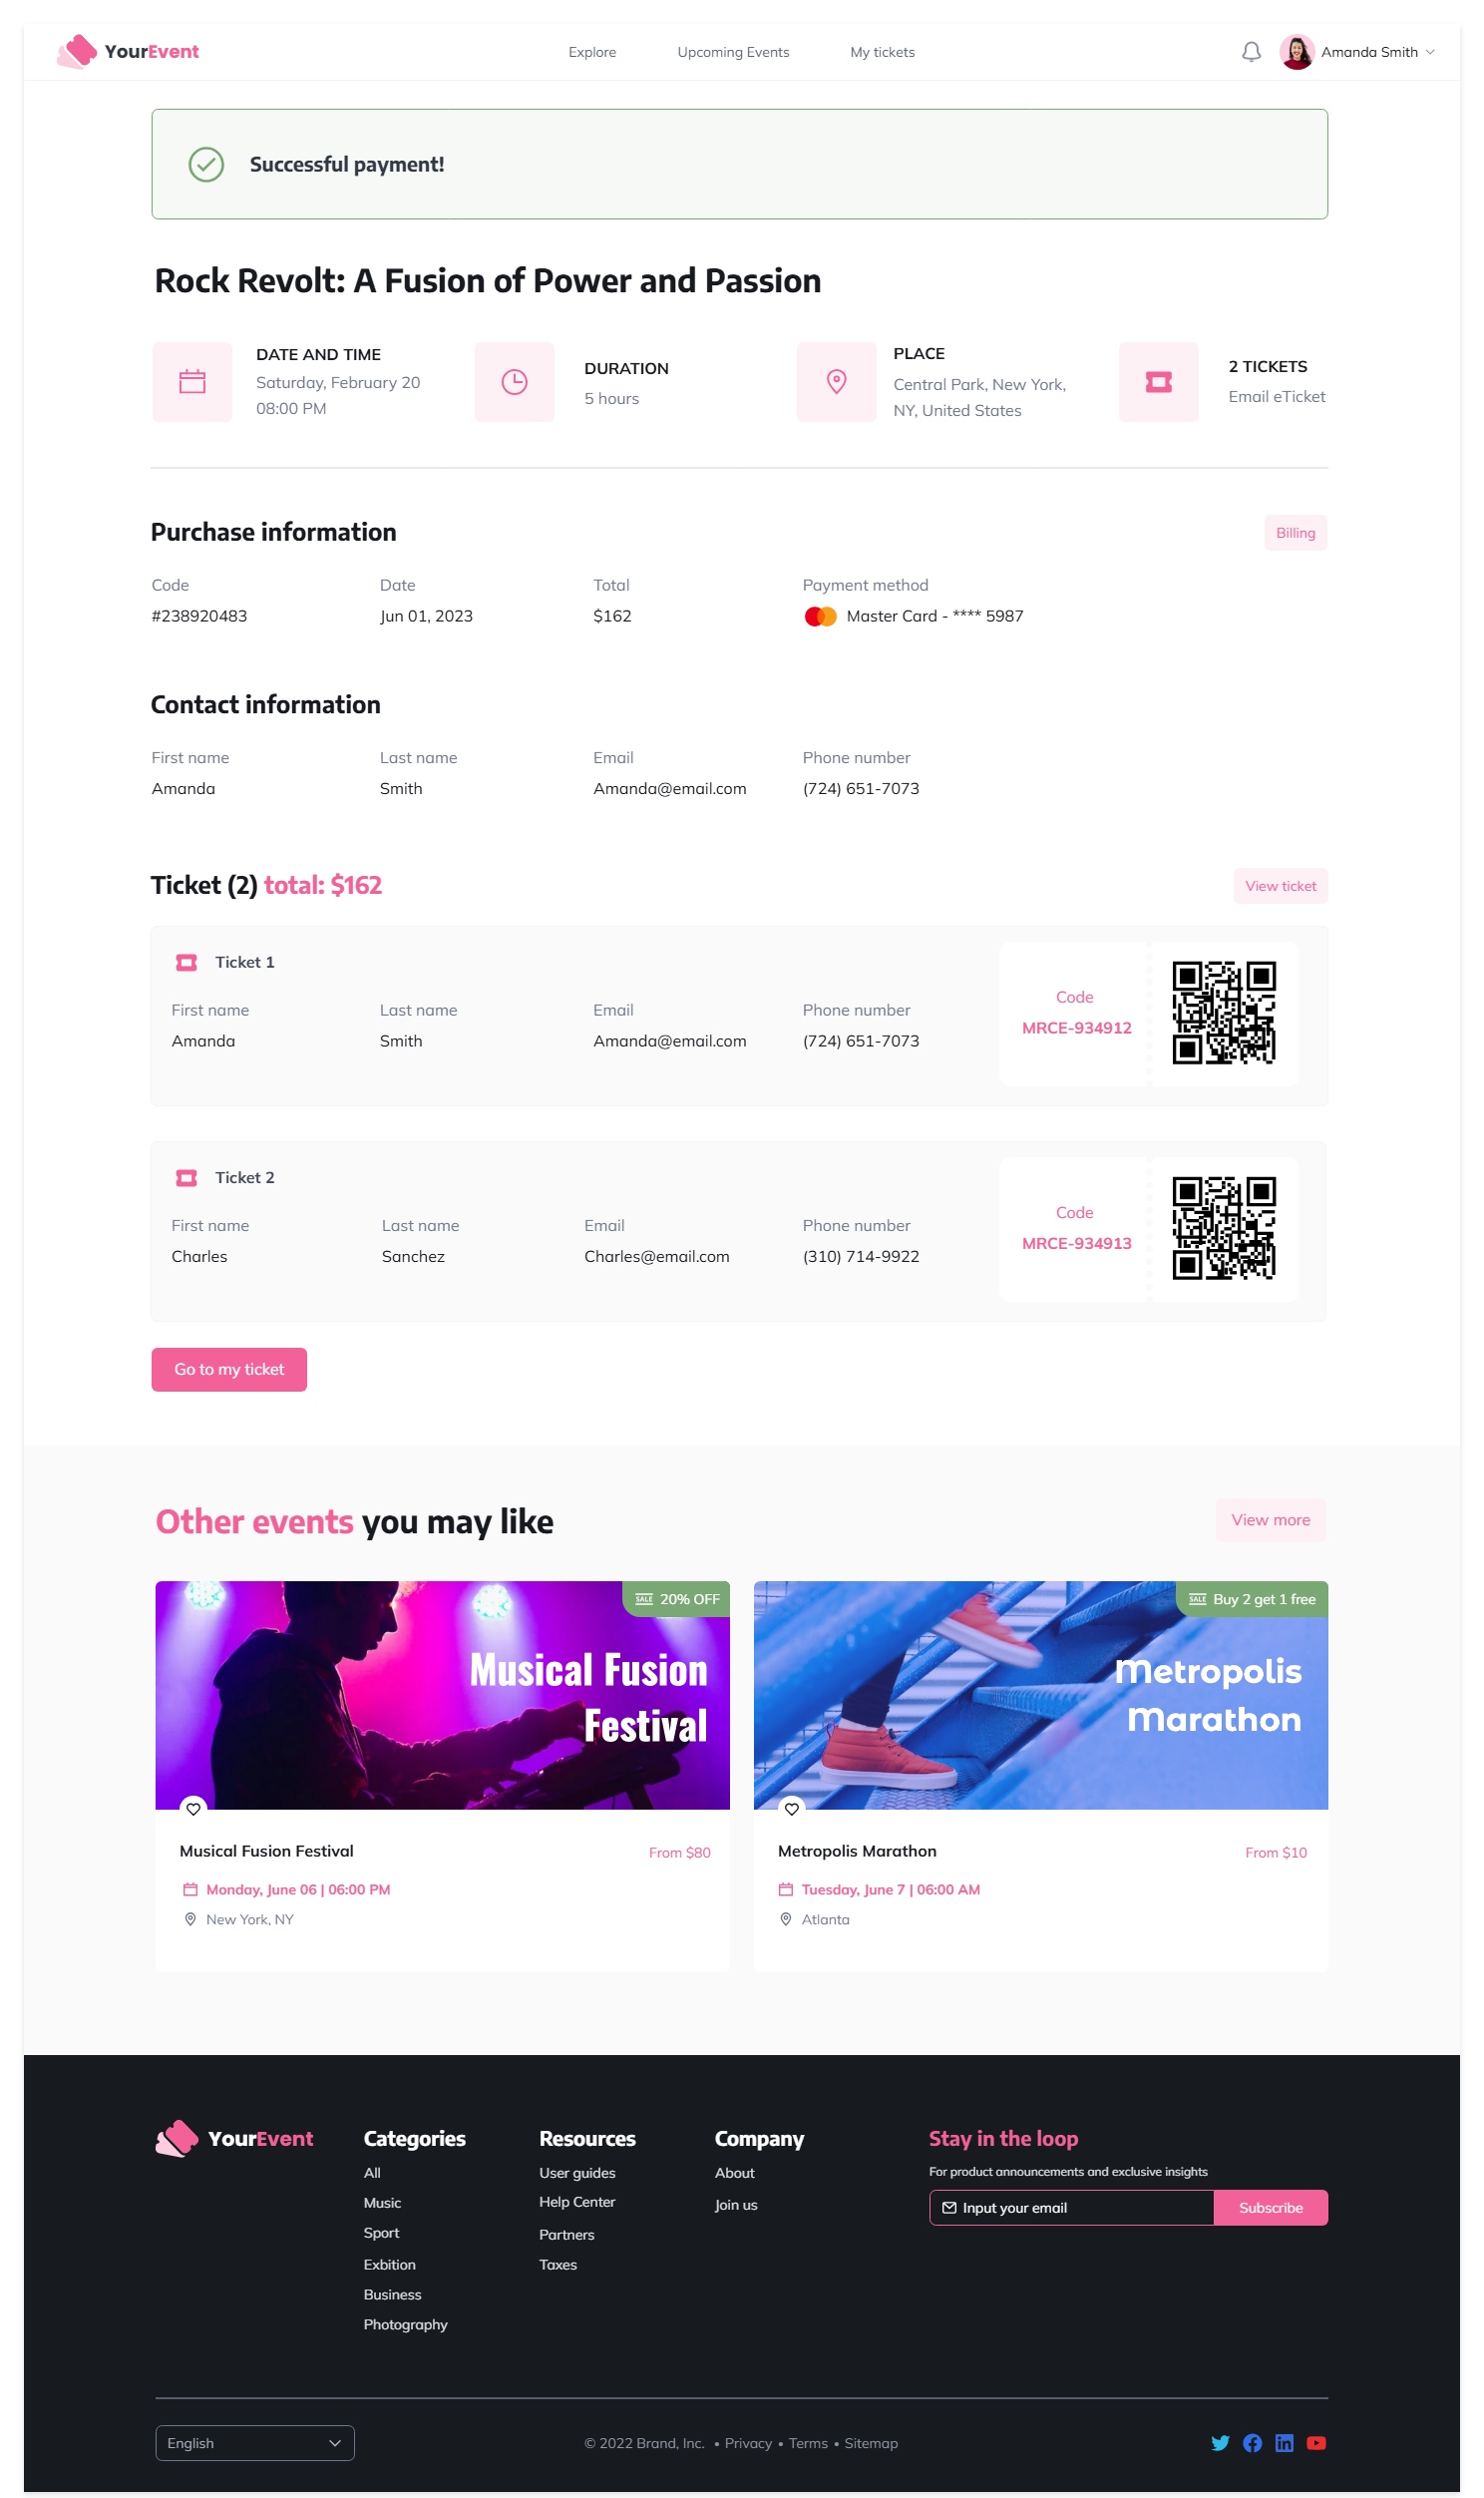 YourEvent
Explore
Upcoming Events
My tickets
Amanda Smith
Successful payment!
Rock Revolt: A Fusion of Power and Passion
DATE AND TIME
Saturday, February 20
08:00 PM
DURATION
5 hours
PLACE
Central Park, New York,
NY, United States
2 TICKETS
Email eTicket
Purchase information
Billing
Code
Date
Total
Payment method
#238920483
Jun 01, 2023
$162
Master Card - **** 5987
Contact information
First name
Last name
Email
Phone number
Amanda
Smith
Amanda@email.com
(724) 651-7073
Ticket (2) total: $162
View ticket
Ticket 1
First name
Last name
Email
Phone number
Amanda
Smith
Amanda@email.com
(724) 651-7073
Code
MRCE-934912
Ticket 2
First name
Last name
Email
Phone number
Charles
Sanchez
Charles@email.com
(310) 714-9922
Code
MRCE-934913
Go to my ticket
Other events you may like
View more
SALE 20% OFF
Musical Fusion
Festival
Musical Fusion Festival
From $80
Monday, June 06 | 06:00 PM
New York, NY
SALE Buy 2 get 1 free
Metropolis
Marathon
Metropolis Marathon
From $10
Tuesday, June 7 | 06:00 AM
Atlanta
YourEvent
Categories
All
Music
Sport
Exbition
Business
Photography
Resources
User guides
Help Center
Partners
Taxes
Company
About
Join us
Stay in the loop
For product announcements and exclusive insights
Input your email
Subscribe
English
© 2022 Brand, Inc. • Privacy • Terms • Sitemap